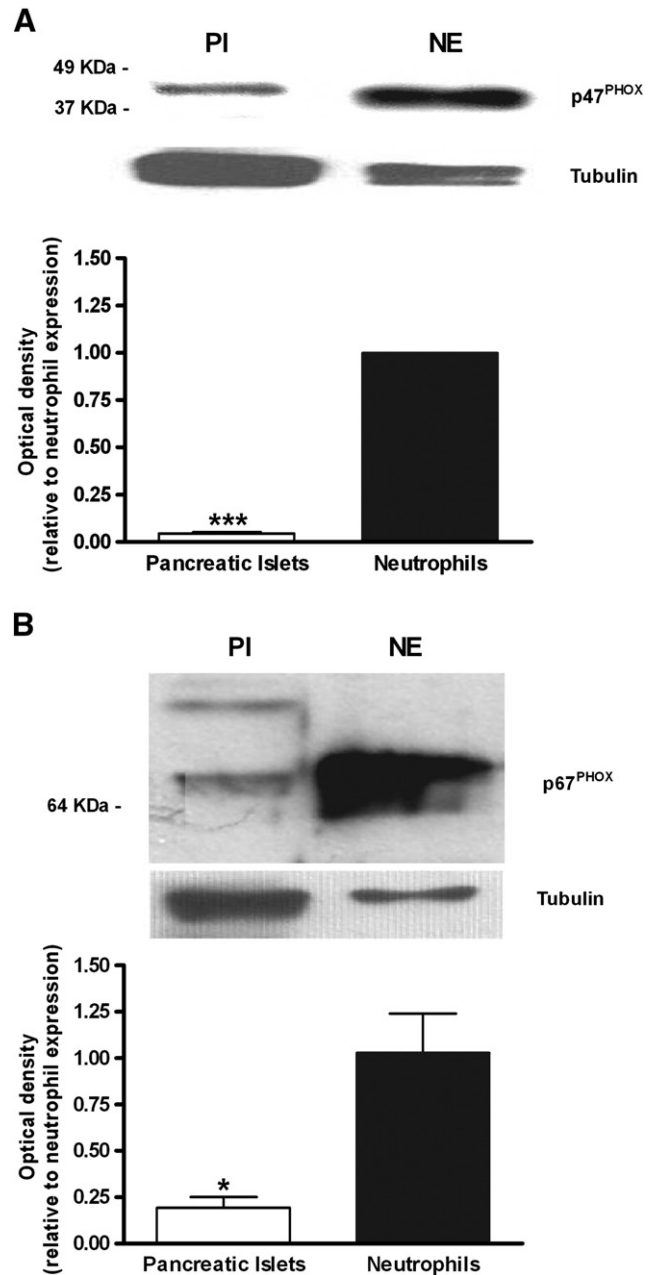 A
PI NE
49 KDa -
37 KDa -
p47PHOX
Tubulin
Optical density
(relative to neutrophil expression)
1.50
1.25
1.00
0.75
0.50
0.25
0.00
***
Pancreatic Islets Neutrophils
B
PI NE
64 KDa -
p67PHOX
Tubulin
Optical density
(relative to neutrophil expression)
1.50
1.25
1.00
0.75
0.50
0.25
0.00
*
Pancreatic Islets Neutrophils